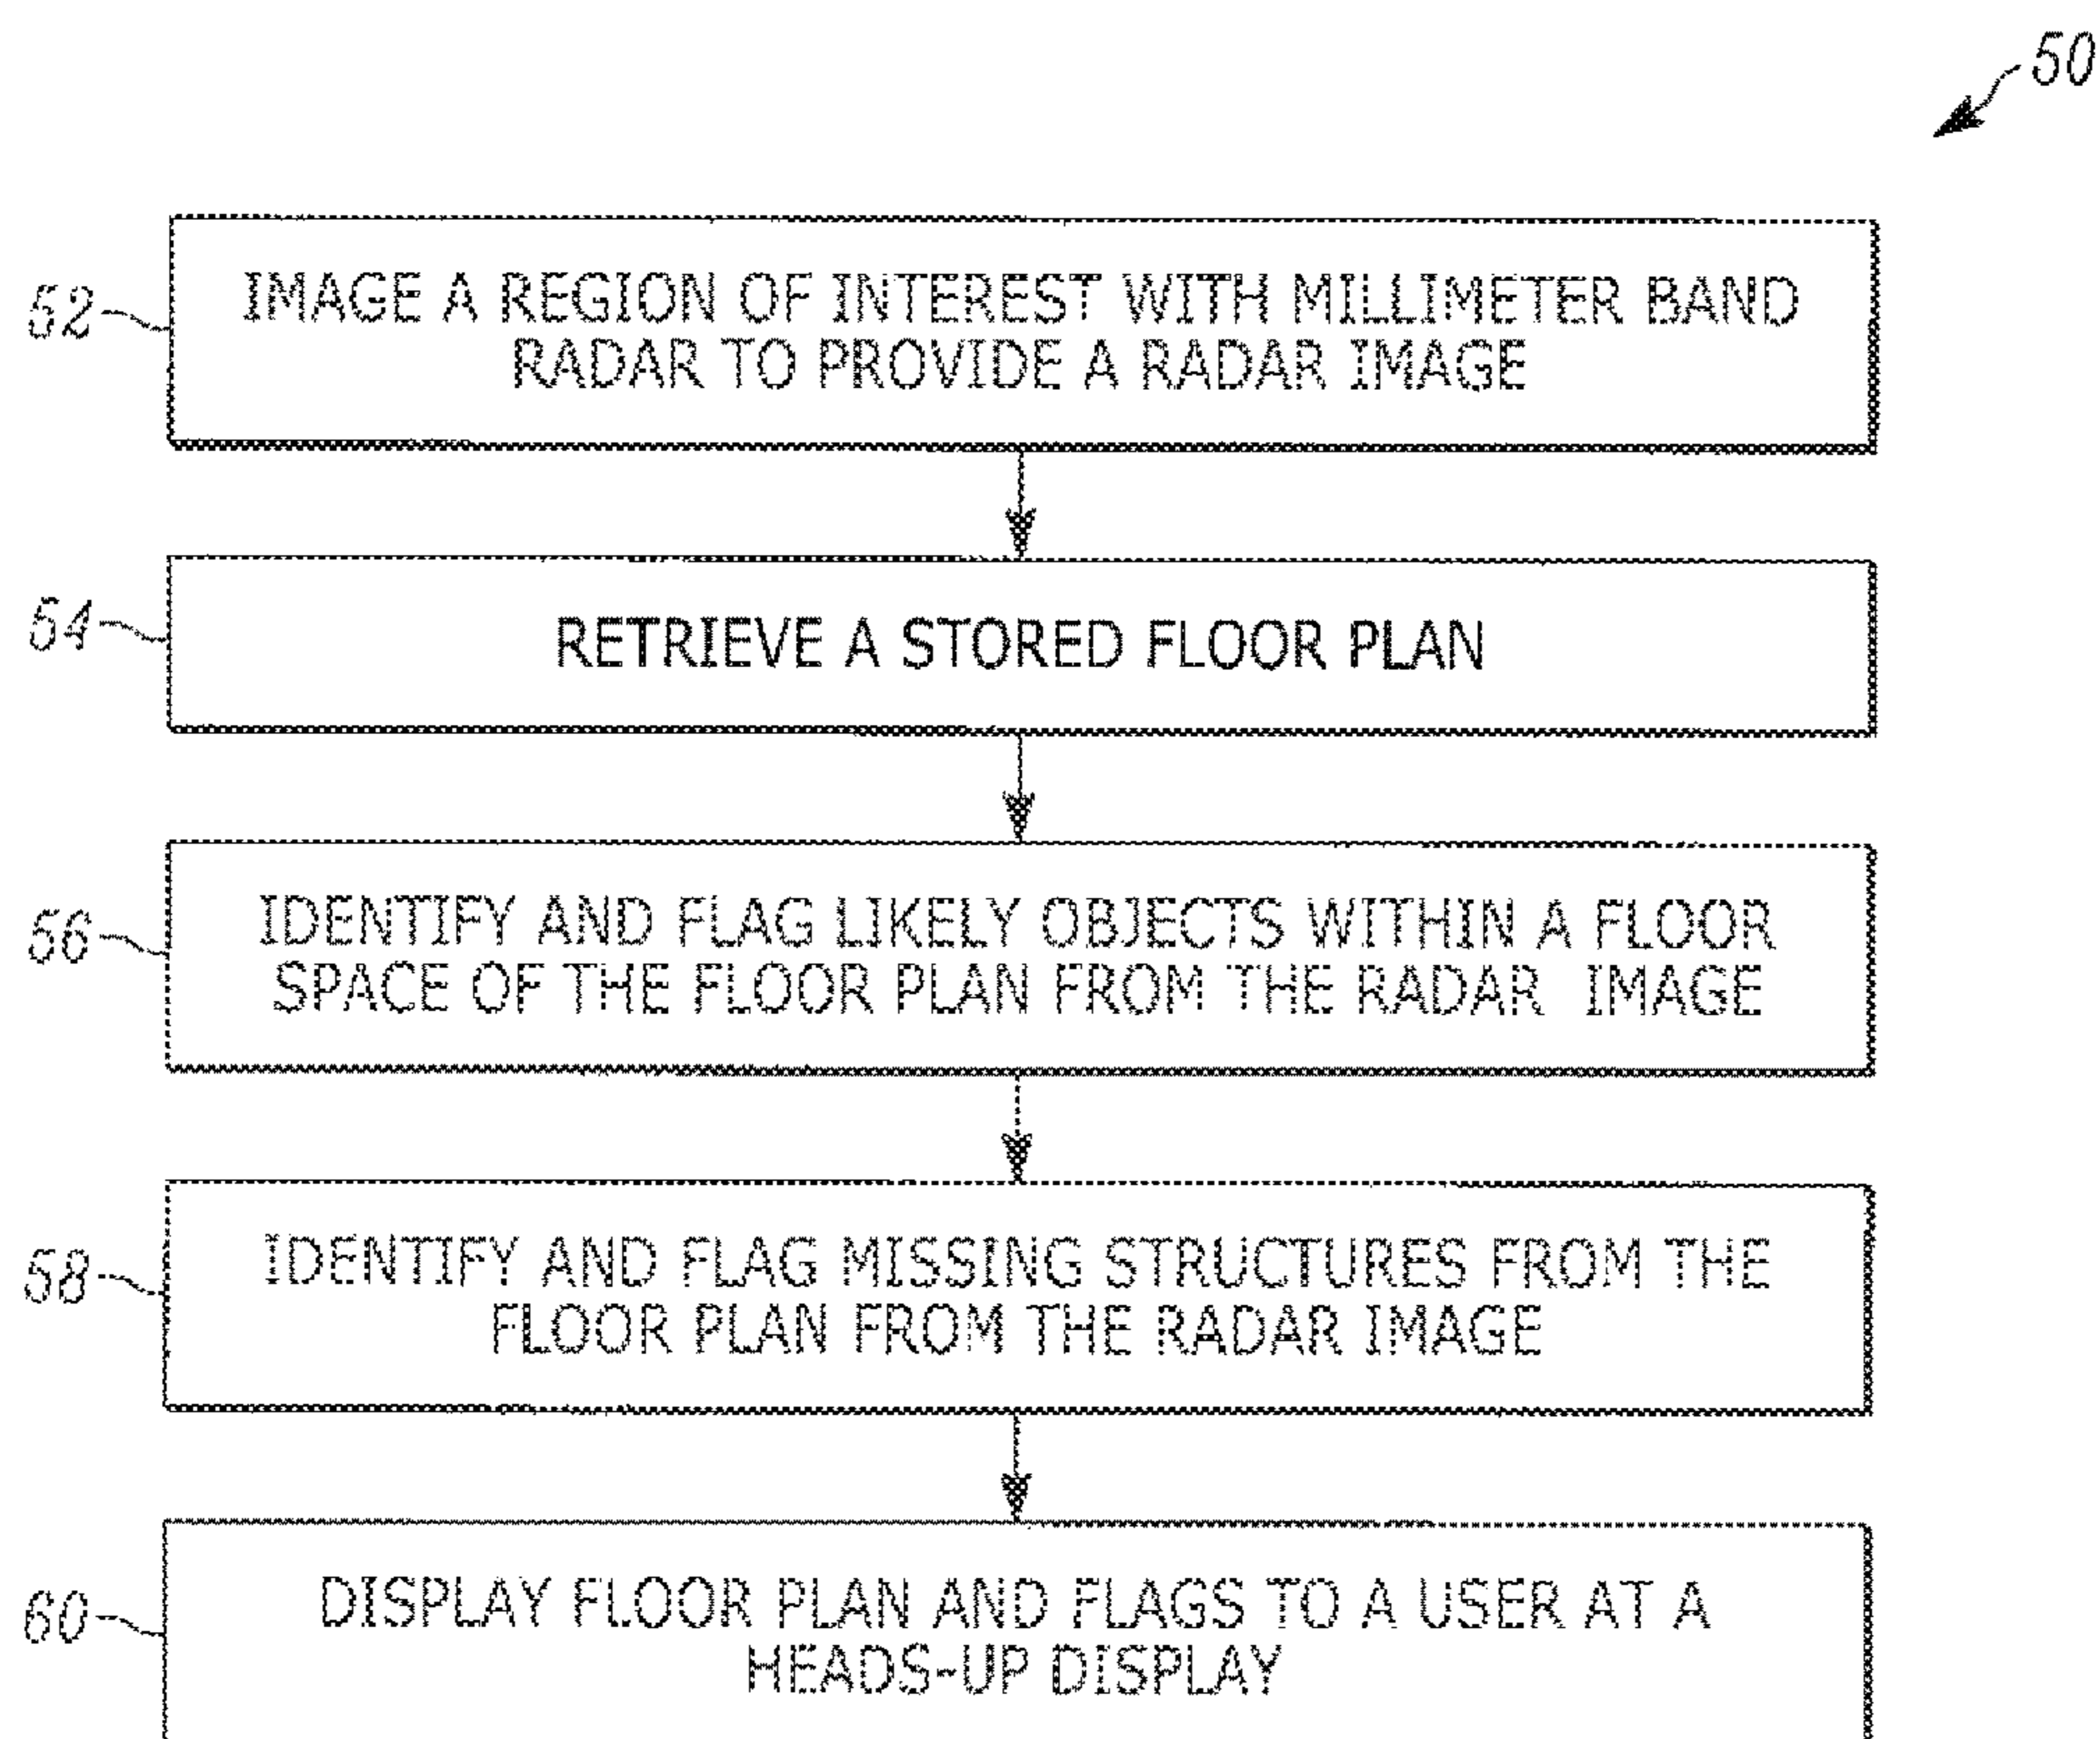 50
52
IMAGE A REGION OF INTEREST WITH MILLIMETER BAND
RADAR TO PROVIDE A RADAR IMAGE
54
RETRIEVE A STORED FLOOR PLAN
56
IDENTIFY AND FLAG LIKELY OBJECTS WITHIN A FLOOR
SPACE OF THE FLOOR PLAN FROM THE RADAR IMAGE
58
IDENTIFY AND FLAG MISSING STRUCTURES FROM THE
FLOOR PLAN FROM THE RADAR IMAGE
60
DISPLAY FLOOR PLAN AND FLAGS TO A USER AT A
HEADS-UP DISPLAY